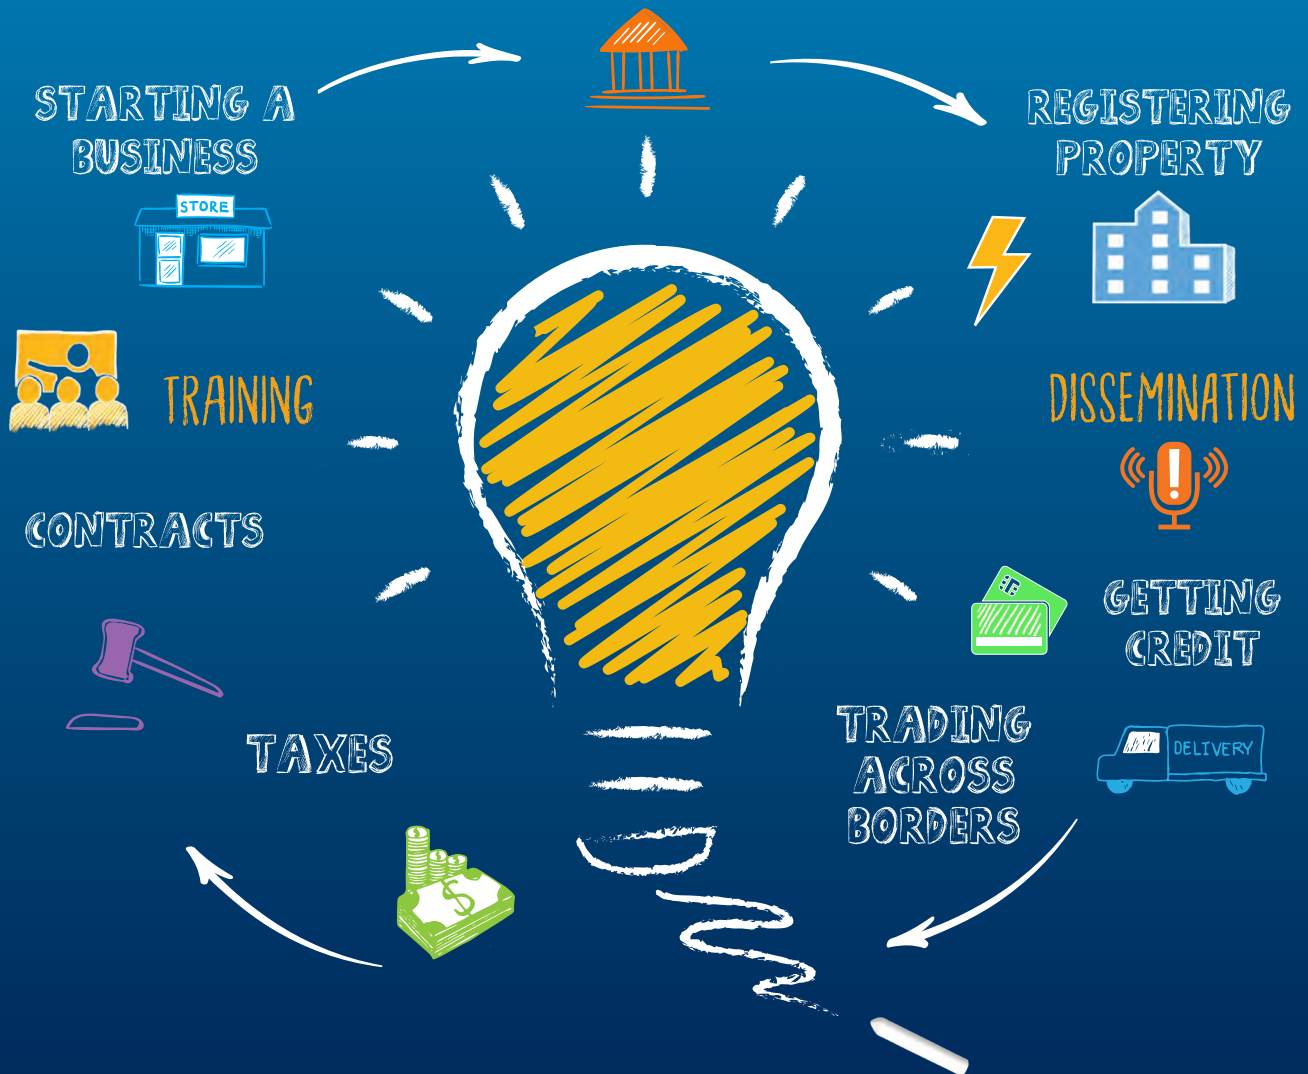 STARTING A
BUSINESS
STORE
REGISTERING
PROPERTY
TRAINING
DISSEMINATION
CONTRACTS
GETTING
CREDIT
TAXES
TRADING
ACROSS
BORDERS
DELIVERY
$